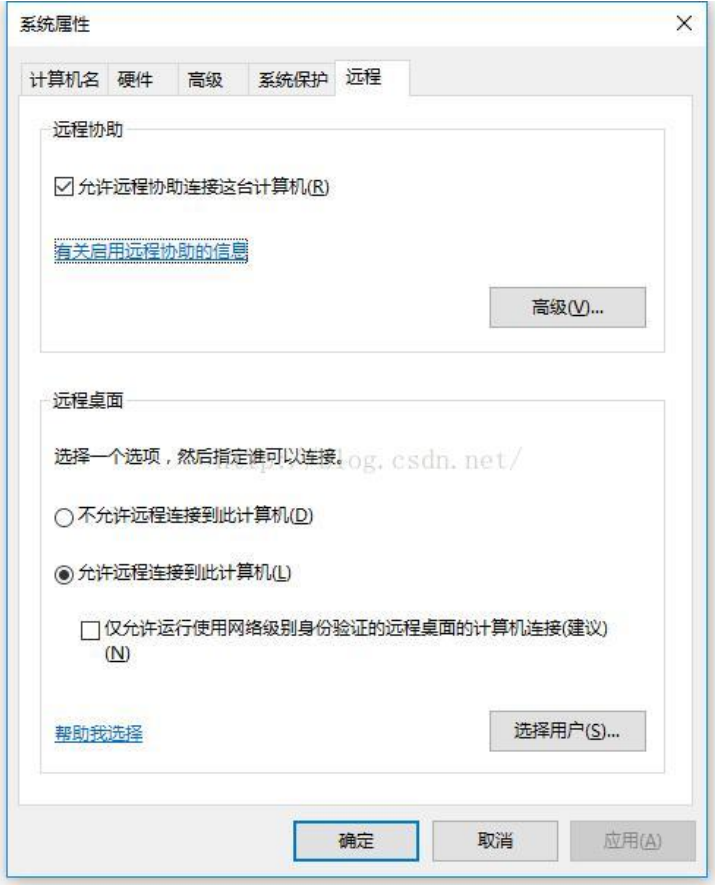 系统属性
计算机名 硬件 高级 系统保护 远程
远程协助
允许远程协助连接这台计算机(R)
有关启用远程协助的信息
高级(V)...
远程桌面
选择一个选项，然后指定谁可以连接。
http://blog.csdn.net/
不允许远程连接到此计算机(D)
允许远程连接到此计算机(L)
仅允许运行使用网络级别身份验证的远程桌面的计算机连接(建议)
(N)
帮助我选择
选择用户(S)...
确定 取消 应用(A)